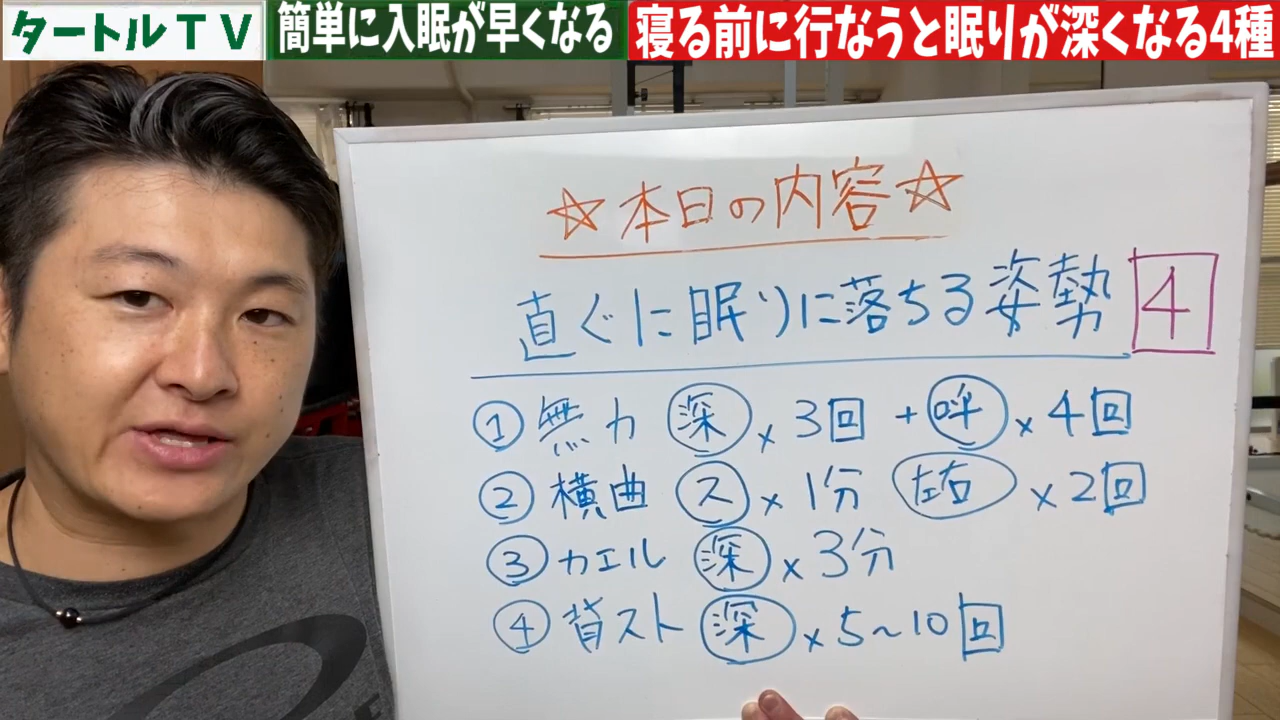 タートルTV
簡単に入眠が早くなる
寝る前に行なうと眠りが深くなる4種
☆本日の内容☆
直ぐに眠りに落ちる姿勢 4
① 無力 深 × 3回 + 呼 × 4回
② 横曲 ス × 1分 左右 × 2回
③ カエル 深 × 3分
④ 背スト 深 × 5~10回